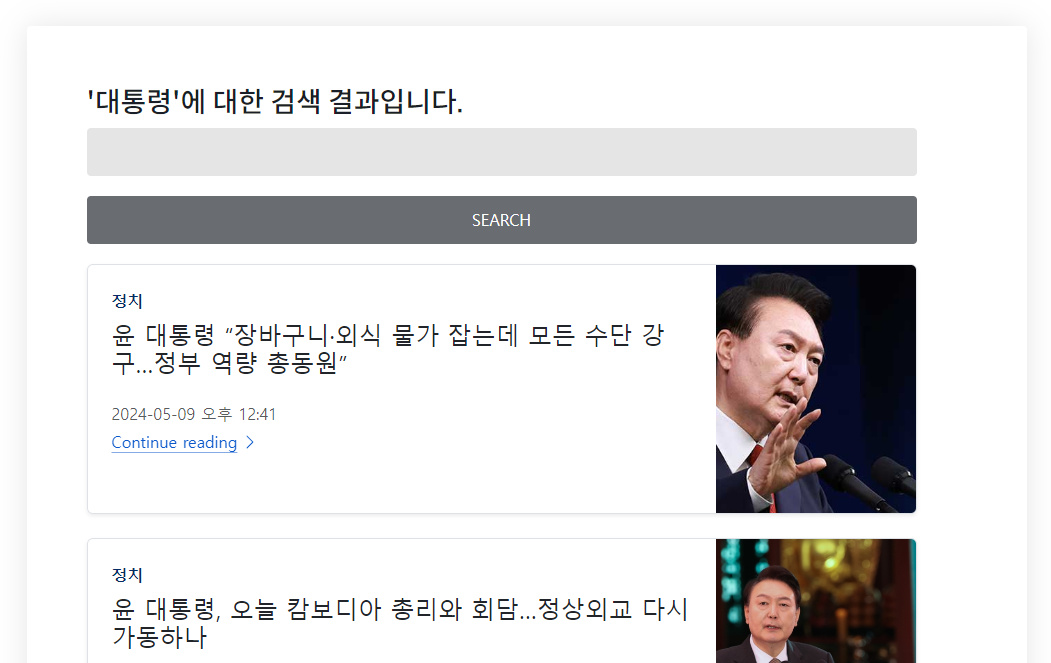 '대통령'에 대한 검색 결과입니다.
SEARCH
정치
윤 대통령 “장바구니·외식 물가 잡는데 모든 수단 강
구…정부 역량 총동원”
2024-05-09 오후 12:41
Continue reading
정치
윤 대통령, 오늘 캄보디아 총리와 회담…정상외교 다시
가동하나